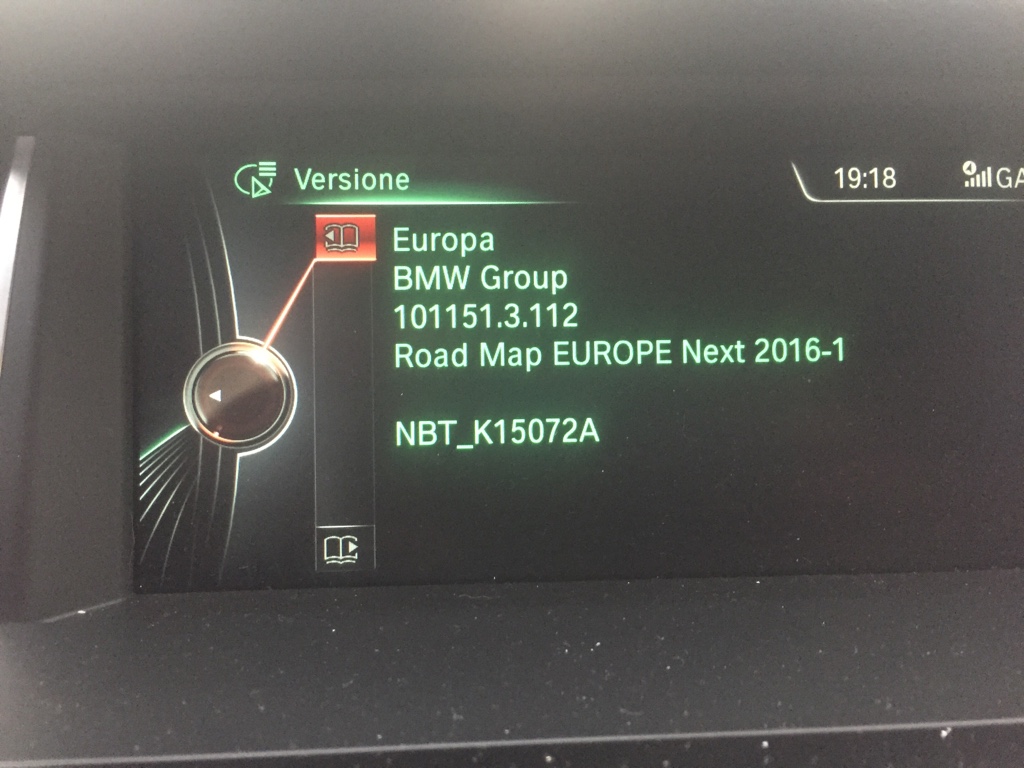 Versione
19:18
Europa
BMW Group
101151.3.112
Road Map EUROPE Next 2016-1
NBT_K15072A